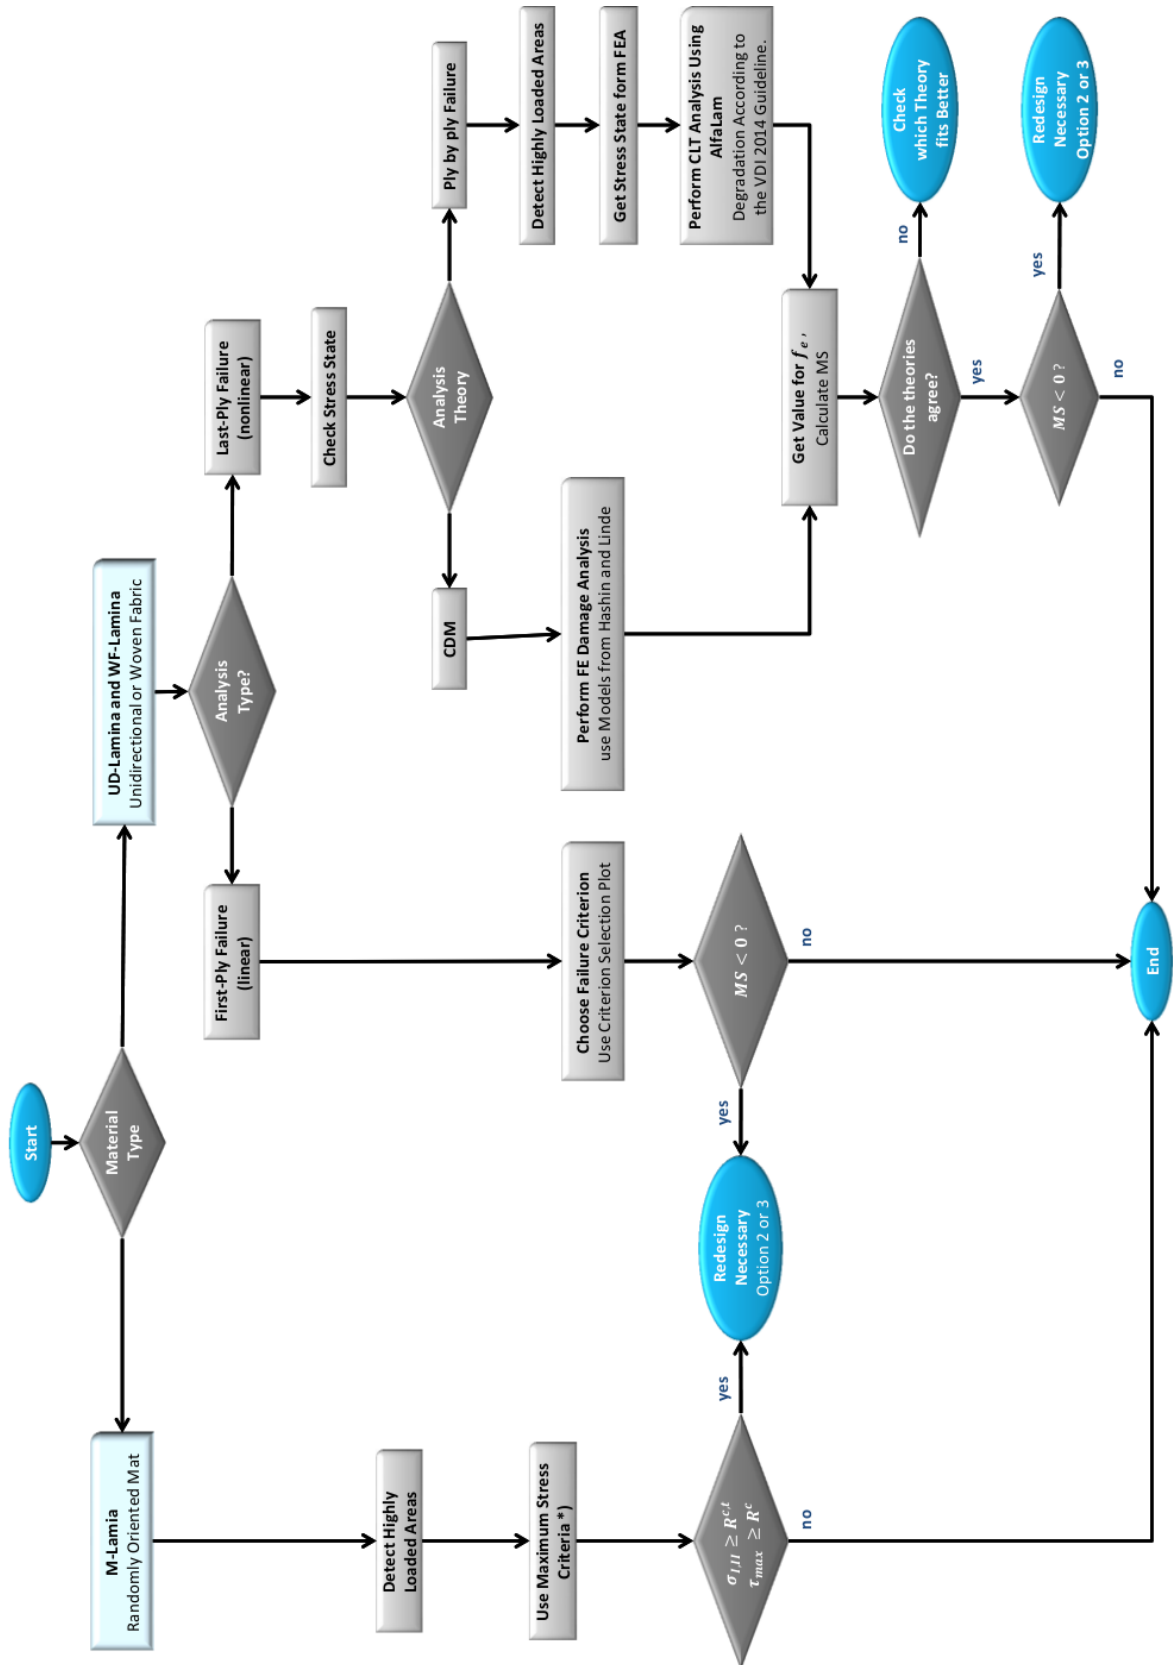 Start
Material
Type
M-Lamia
Randomly Oriented Mat
UD-Lamina and WF-Lamina
Unidirectional or Woven Fabric
Analysis
Type?
First-Ply Failure
(linear)
Last-Ply Failure
(nonlinear)
Check Stress State
Analysis
Theory
CDM
Ply by ply Failure
Detect Highly Loaded Areas
Get Stress State form FEA
Perform CLT Analysis Using
AlfaLam
Degradation According to
the VDI 2014 Guideline.
Perform FE Damage Analysis
use Models from Hashin and Linde
Get Value for f_e ,
Calculate MS
Do the theories
agree?
no
Check
which Theory
fits Better
yes
MS < 0 ?
yes
Redesign
Necessary
Option 2 or 3
no
Choose Failure Criterion
Use Criterion Selection Plot
MS < 0 ?
yes
no
Redesign
Necessary
Option 2 or 3
Detect Highly
Loaded Areas
Use Maximum Stress
Criteria *)
σ_{I,II} ≥ R^{c,t}
τ_{max} ≥ R^c
yes
no
End